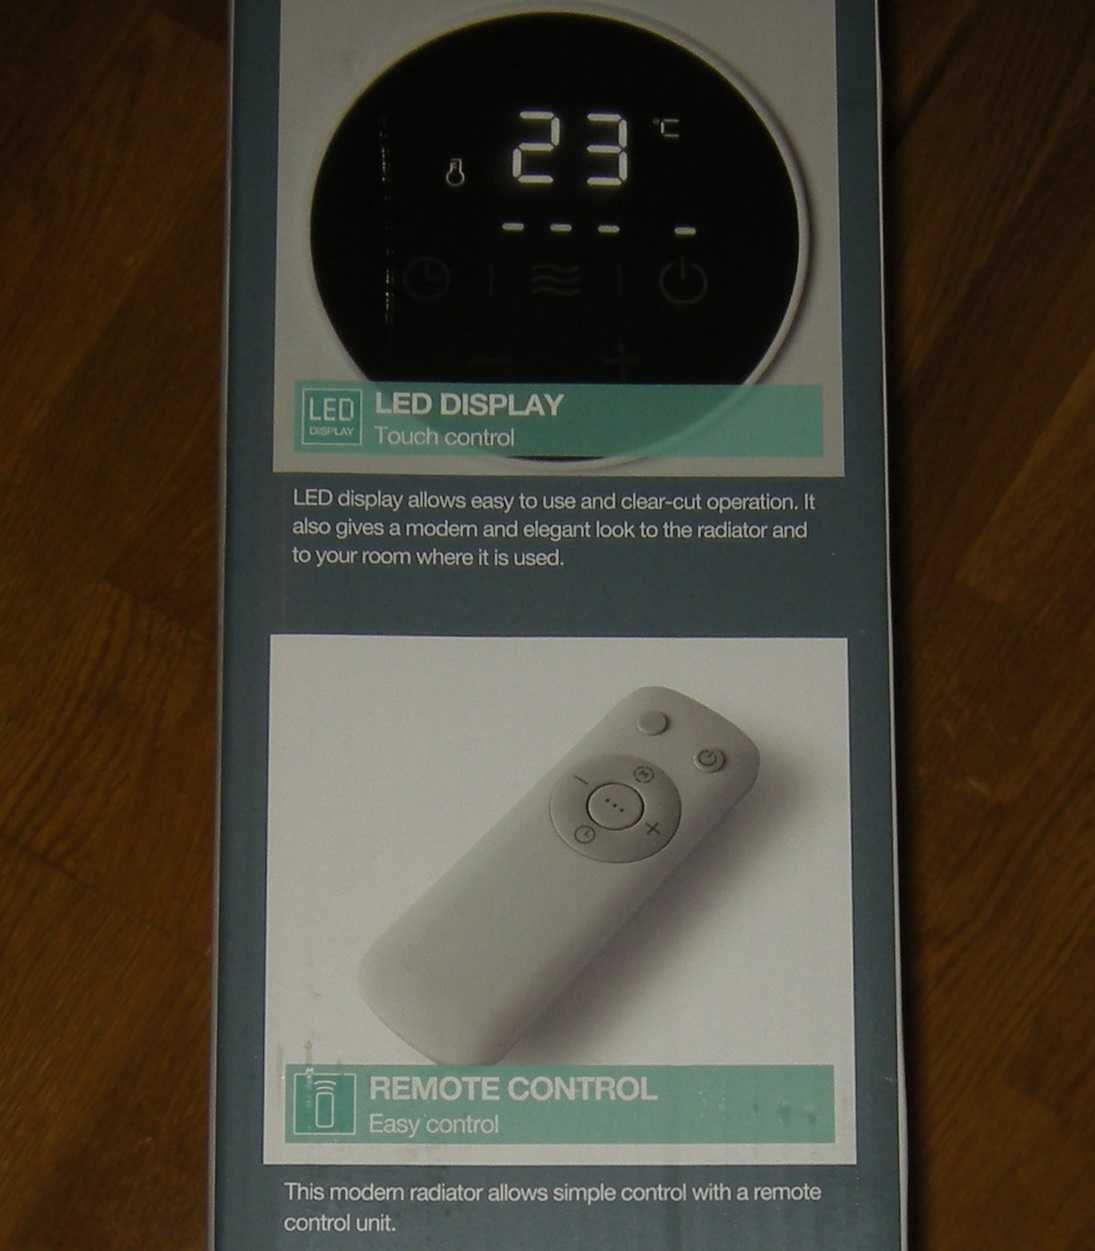 23 °C
LED DISPLAY
LED DISPLAY
Touch control
LED display allows easy to use and clear-cut operation. It
also gives a modern and elegant look to the radiator and
to your room where it is used.
M
REMOTE CONTROL
Easy control
This modern radiator allows simple control with a remote
control unit.